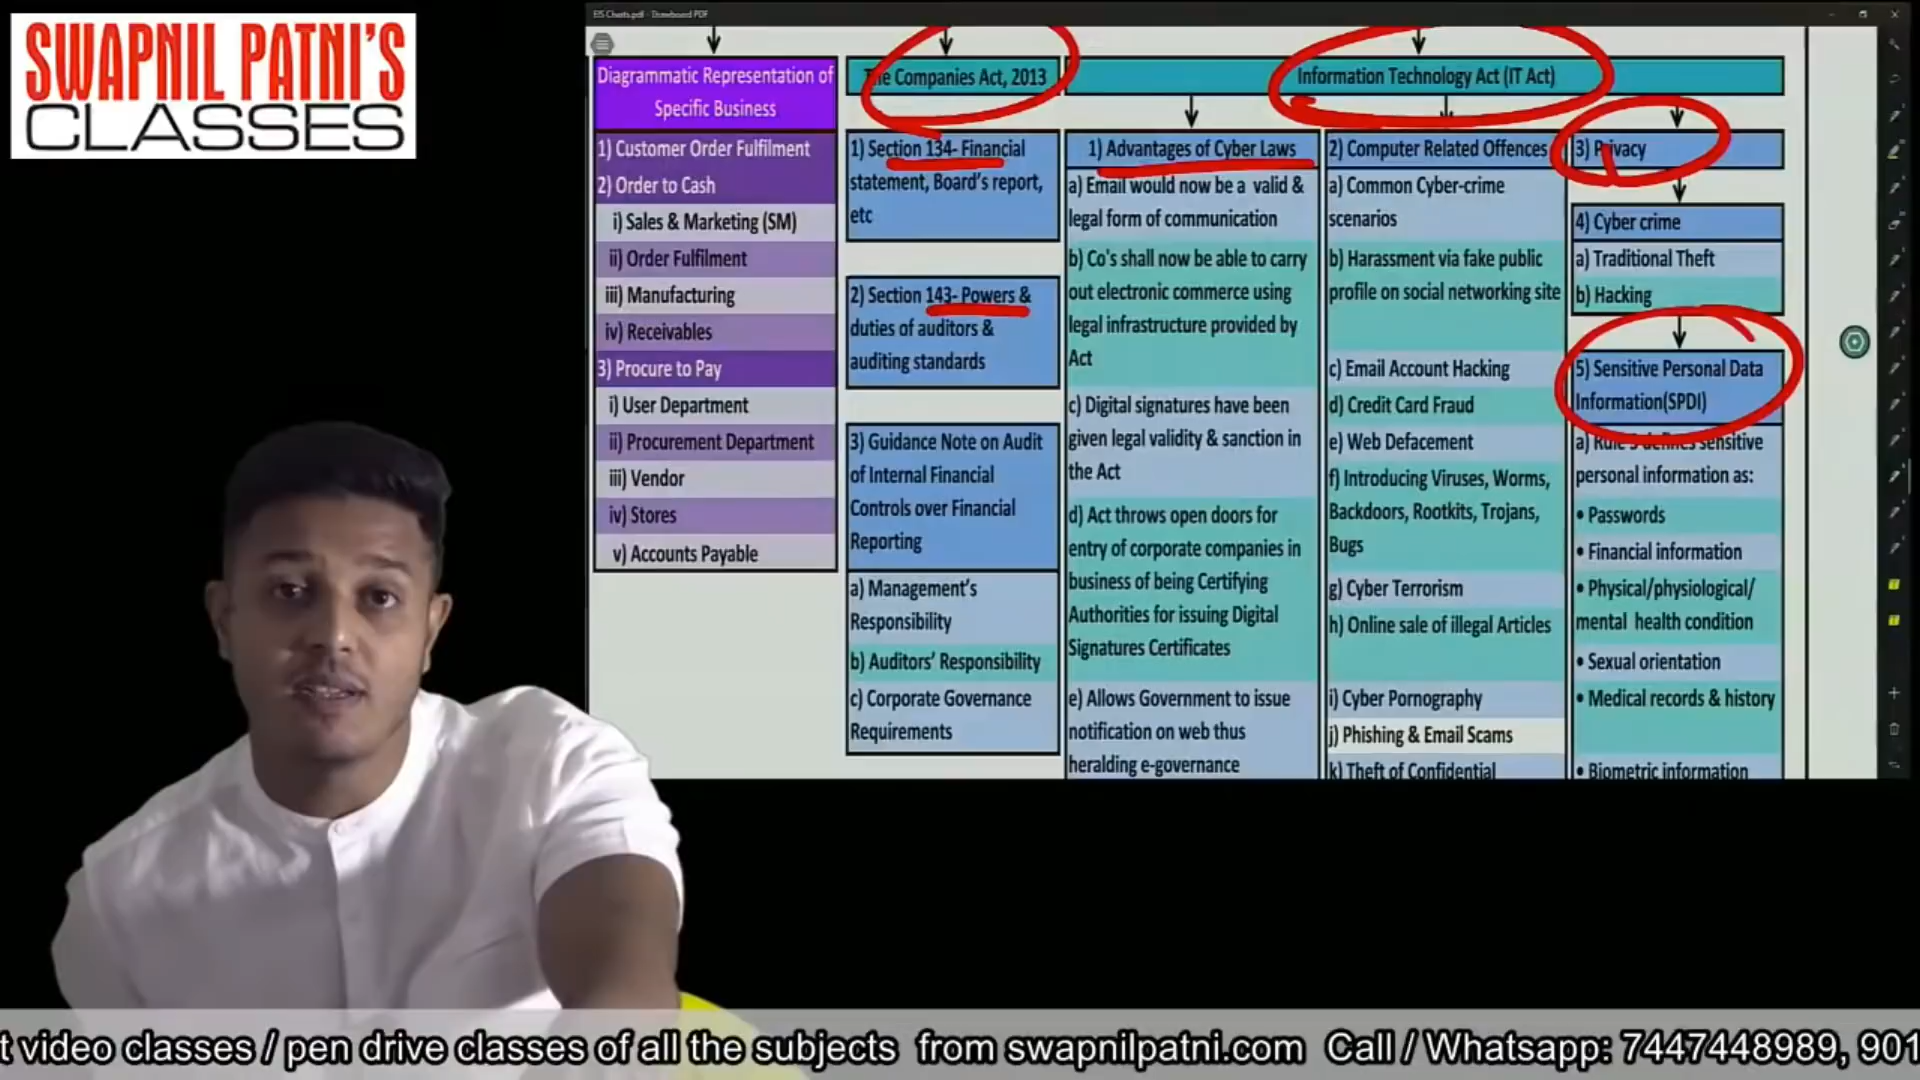 SWAPNIL PATNI'S
CLASSES
EIS Charts.pdf - Drawboard PDF
Diagrammatic Representation of
Specific Business
1) Customer Order Fulfilment
2) Order to Cash
i) Sales & Marketing (SM)
ii) Order Fulfilment
iii) Manufacturing
iv) Receivables
3) Procure to Pay
i) User Department
ii) Procurement Department
iii) Vendor
iv) Stores
v) Accounts Payable
The Companies Act, 2013
1) Section 134- Financial
statement, Board's report,
etc
2) Section 143- Powers &
duties of auditors &
auditing standards
3) Guidance Note on Audit
of Internal Financial
Controls over Financial
Reporting
a) Management's
Responsibility
b) Auditors' Responsibility
c) Corporate Governance
Requirements
Information Technology Act (IT Act)
1) Advantages of Cyber Laws
a) Email would now be a valid &
legal form of communication
b) Co's shall now be able to carry
out electronic commerce using
legal infrastructure provided by
Act
c) Digital signatures have been
given legal validity & sanction in
the Act
d) Act throws open doors for
entry of corporate companies in
business of being Certifying
Authorities for issuing Digital
Signatures Certificates
e) Allows Government to issue
notification on web thus
heralding e-governance
2) Computer Related Offences
a) Common Cyber-crime
scenarios
b) Harassment via fake public
profile on social networking site
c) Email Account Hacking
d) Credit Card Fraud
e) Web Defacement
f) Introducing Viruses, Worms,
Backdoors, Rootkits, Trojans,
Bugs
g) Cyber Terrorism
h) Online sale of illegal Articles
i) Cyber Pornography
j) Phishing & Email Scams
k) Theft of Confidential
3) Privacy
4) Cyber crime
a) Traditional Theft
b) Hacking
5) Sensitive Personal Data
Information(SPDI)
a) Rule 3 defines sensitive
personal information as:
• Passwords
• Financial information
• Physical/physiological/
mental health condition
• Sexual orientation
• Medical records & history
• Biometric information
t video classes / pen drive classes of all the subjects from swapnilpatni.com Call / Whatsapp: 7447448989, 901